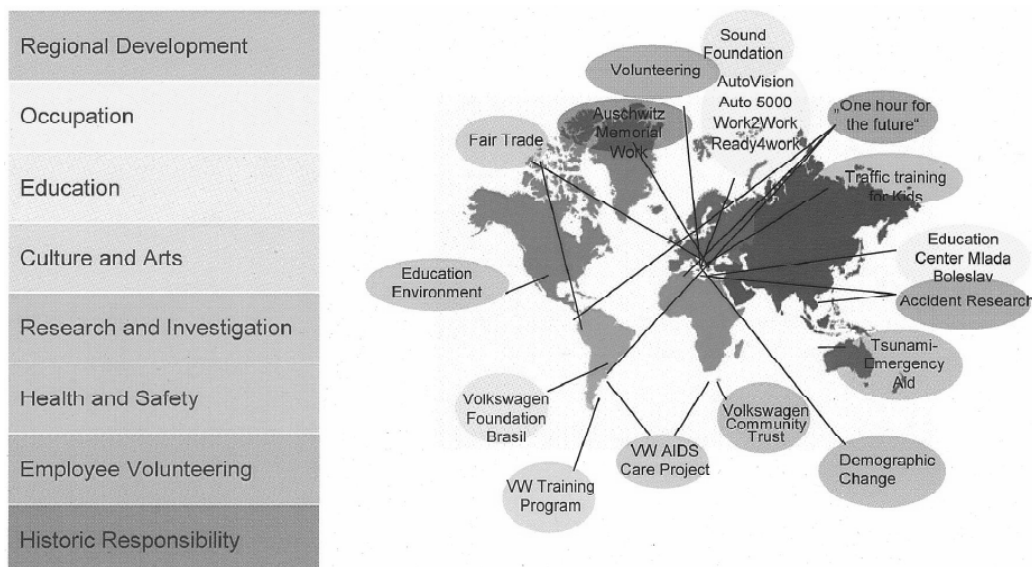 Regional Development
Occupation
Education
Culture and Arts
Research and Investigation
Health and Safety
Employee Volunteering
Historic Responsibility
Sound
Foundation
Volunteering
AutoVision
Auto 5000
Work2Work
Ready4work
Auschwitz
Memorial
Work
„One hour for
the future“
Fair Trade
Traffic training
for Kids
Education
Center Mlada
Boleslav
Education
Environment
Accident Research
Tsunami-
Emergency
Aid
Volkswagen
Foundation
Brasil
Volkswagen
Community
Trust
VW AIDS
Care Project
Demographic
Change
VW Training
Program